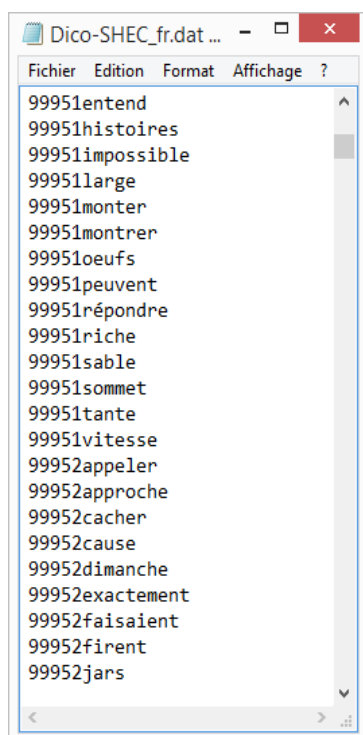 Dico-SHEC_fr.dat ...
Fichier Edition Format Affichage ?
99951entend
99951histoires
99951impossible
99951large
99951monter
99951montrer
99951oeufs
99951peuvent
99951répondre
99951riche
99951sable
99951sommet
99951tante
99951vitesse
99952appeler
99952approche
99952cacher
99952cause
99952dimanche
99952exactement
99952faisaient
99952firent
99952jars